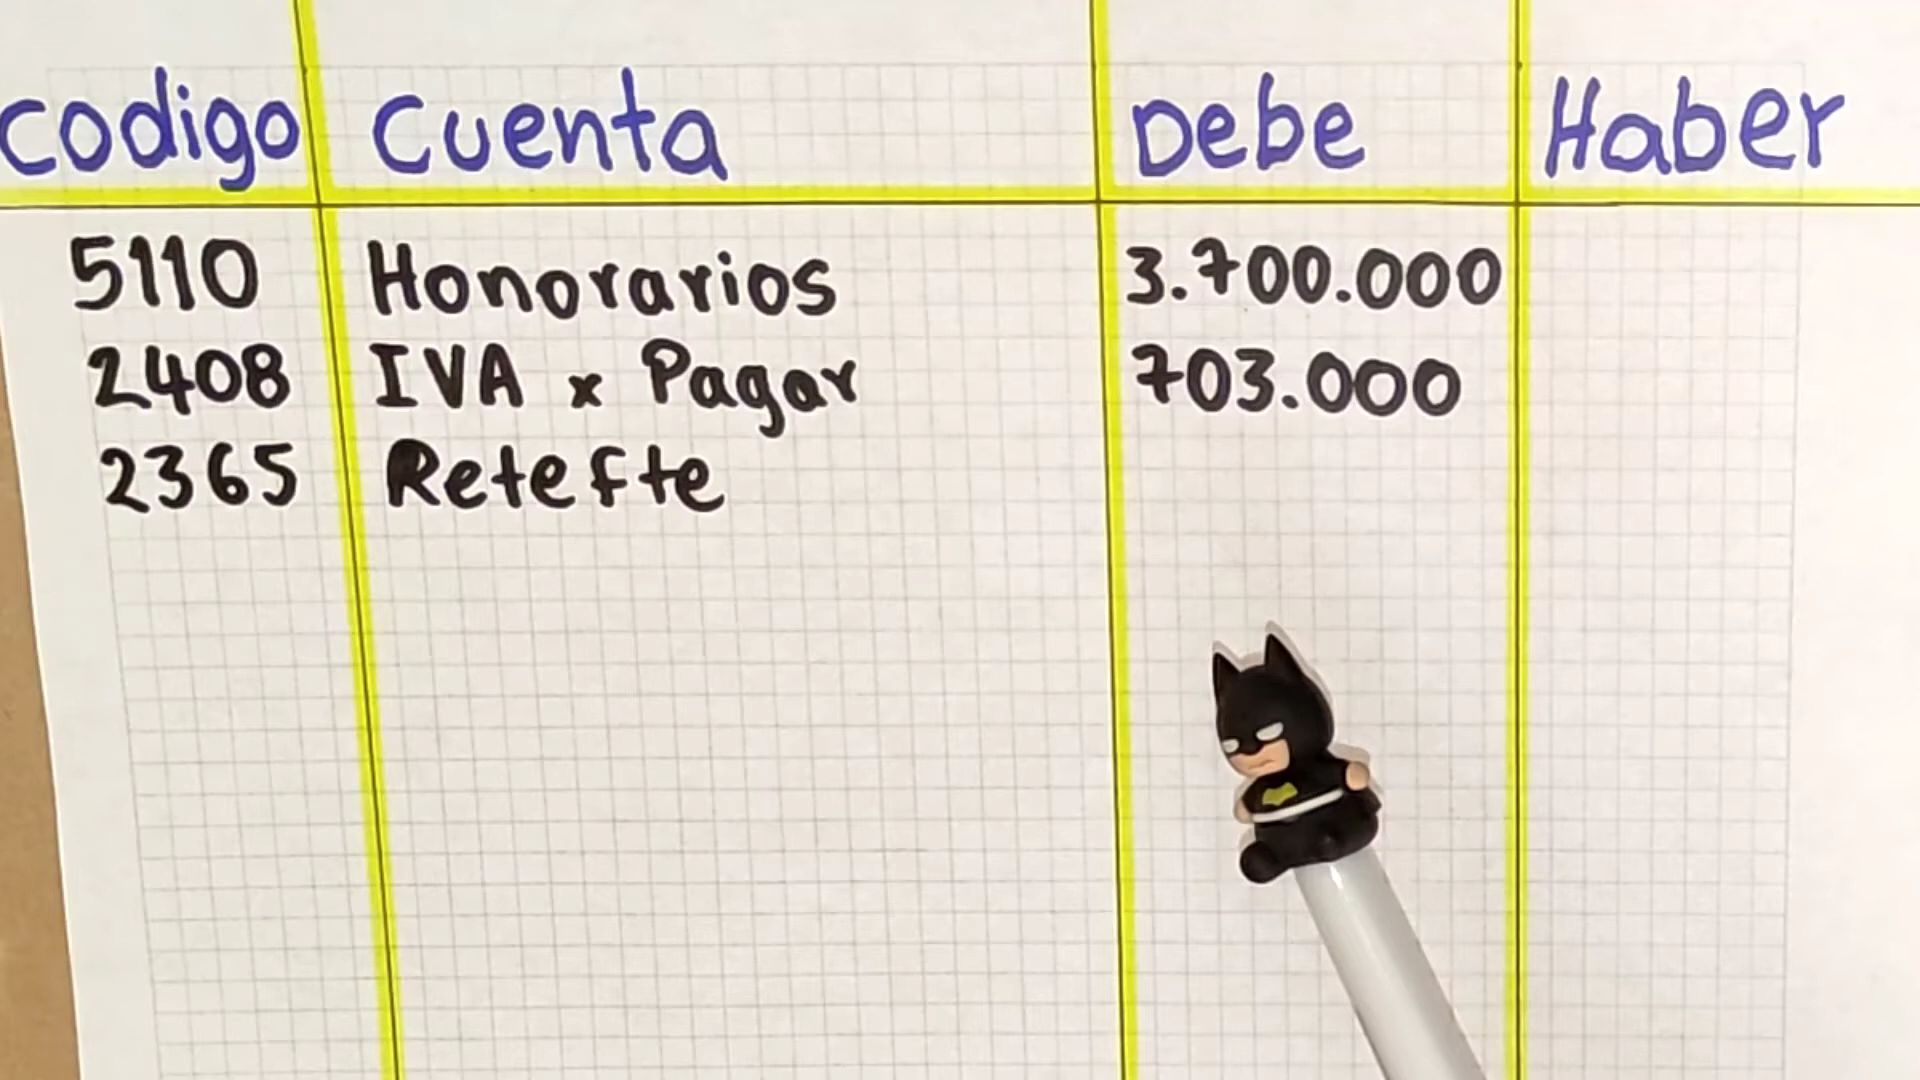 Codigo Cuenta Debe Haber
5110 Honorarios 3.700.000
2408 IVA x Pagar 703.000
2365 Retefte